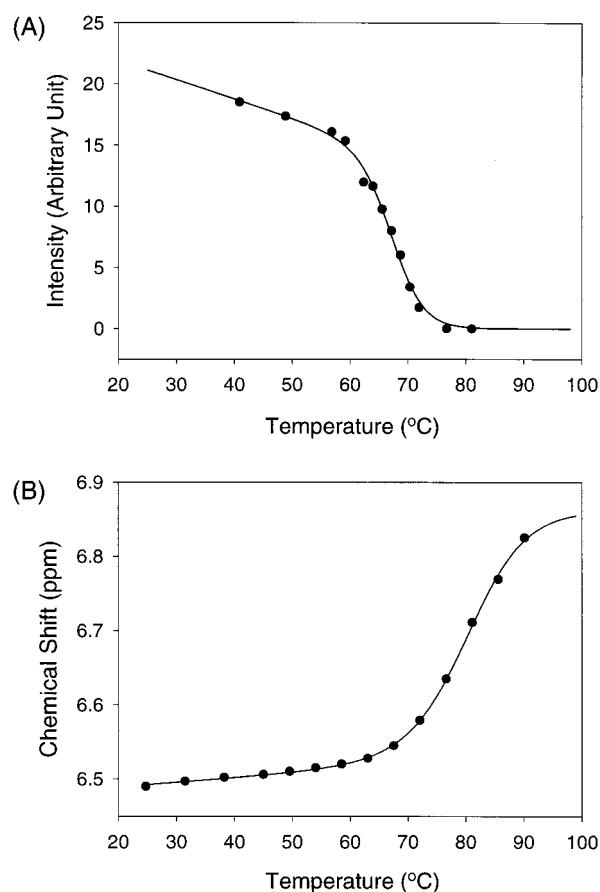 (A)
25
20
15
10
5
0
Intensity (Arbitrary Unit)
20 30 40 50 60 70 80 90 100
Temperature (°C)
(B)
6.9
6.8
6.7
6.6
6.5
Chemical Shift (ppm)
20 30 40 50 60 70 80 90 100
Temperature (°C)